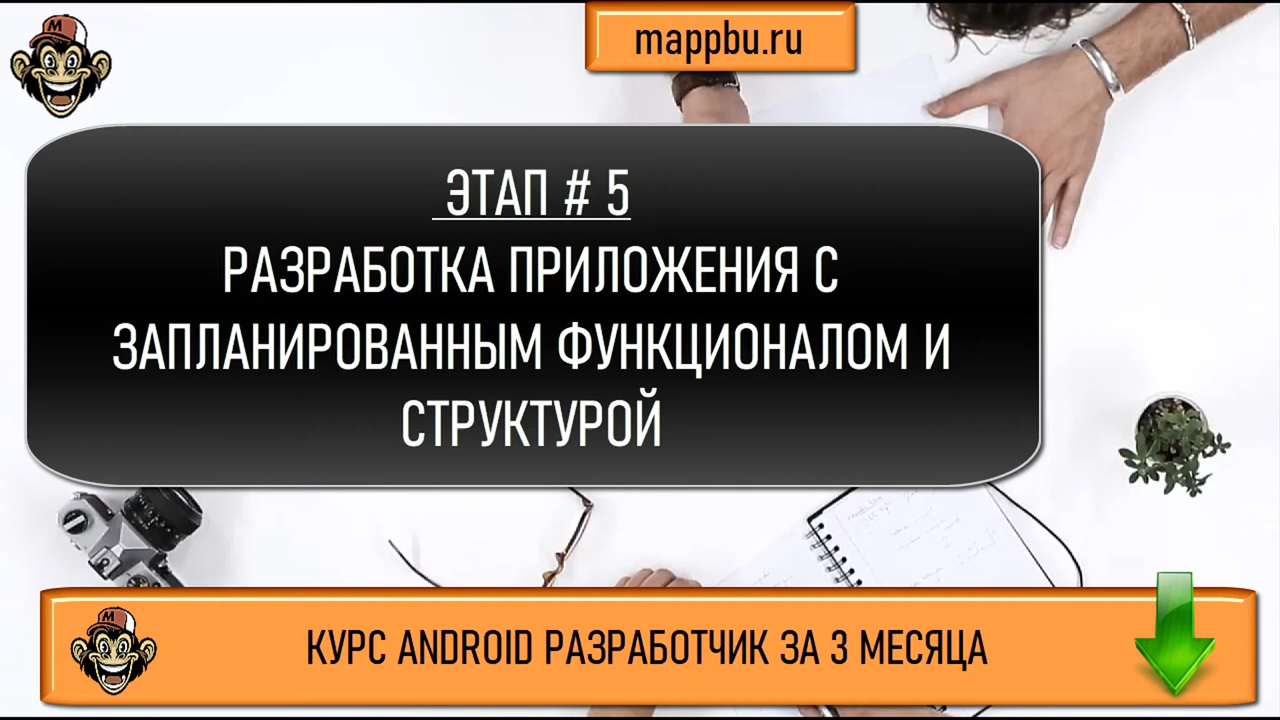 mappbu.ru
M
ЭТАП # 5
РАЗРАБОТКА ПРИЛОЖЕНИЯ С
ЗАПЛАНИРОВАННЫМ ФУНКЦИОНАЛОМ И
СТРУКТУРОЙ
M
КУРС ANDROID РАЗРАБОТЧИК ЗА 3 МЕСЯЦА